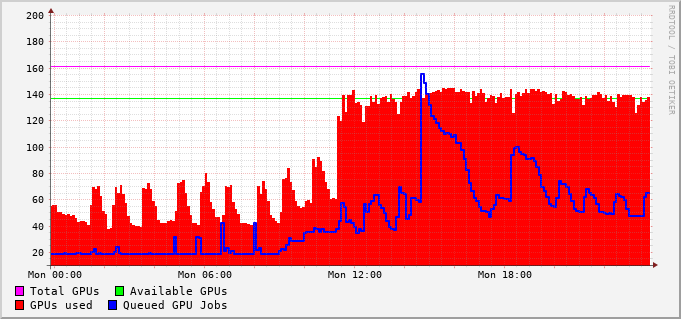 200
180
160
140
120
100
80
60
40
20
Mon 00:00 Mon 06:00 Mon 12:00 Mon 18:00
Total GPUs Available GPUs
GPUs used Queued GPU Jobs
RRDTOOL / TOBI OETIKER